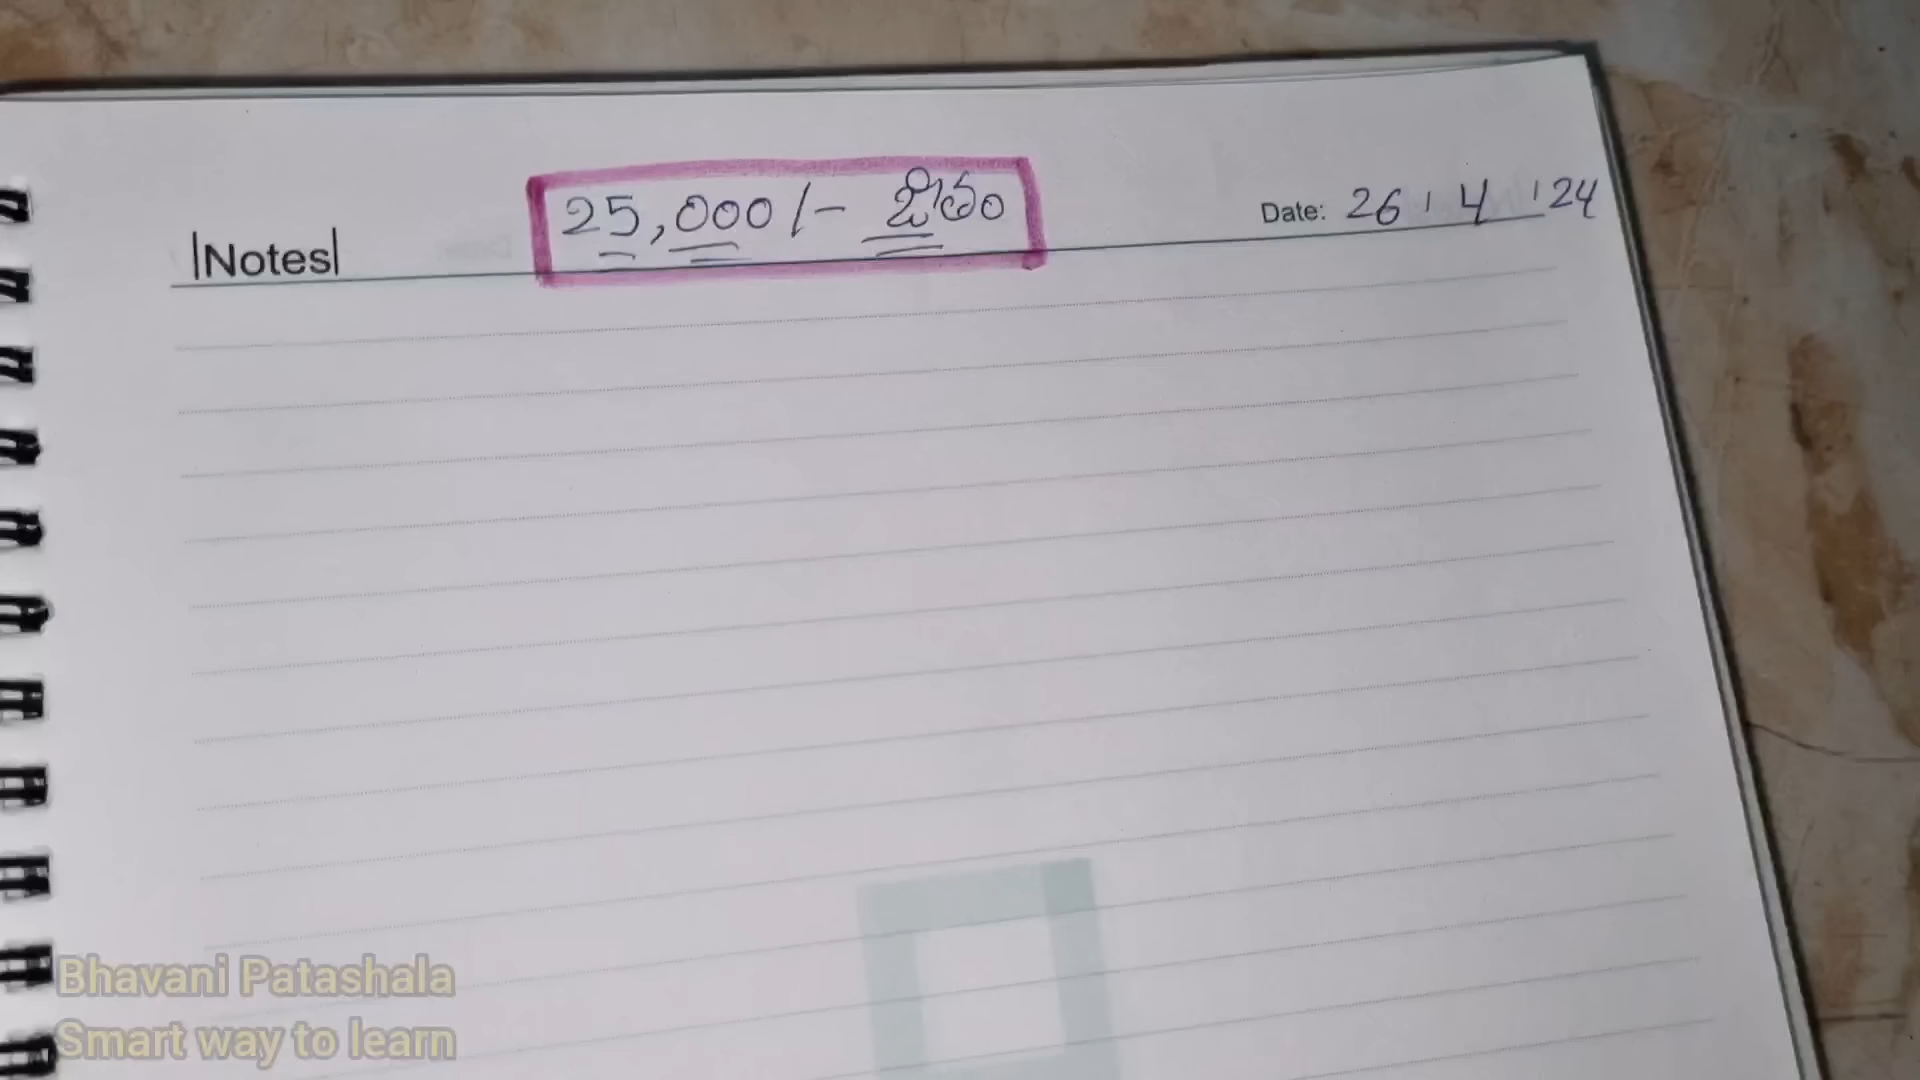 25,000/- జీతం
|Notes|
Date: 26 / 4 / 24
Bhavani Patashala
Smart way to learn